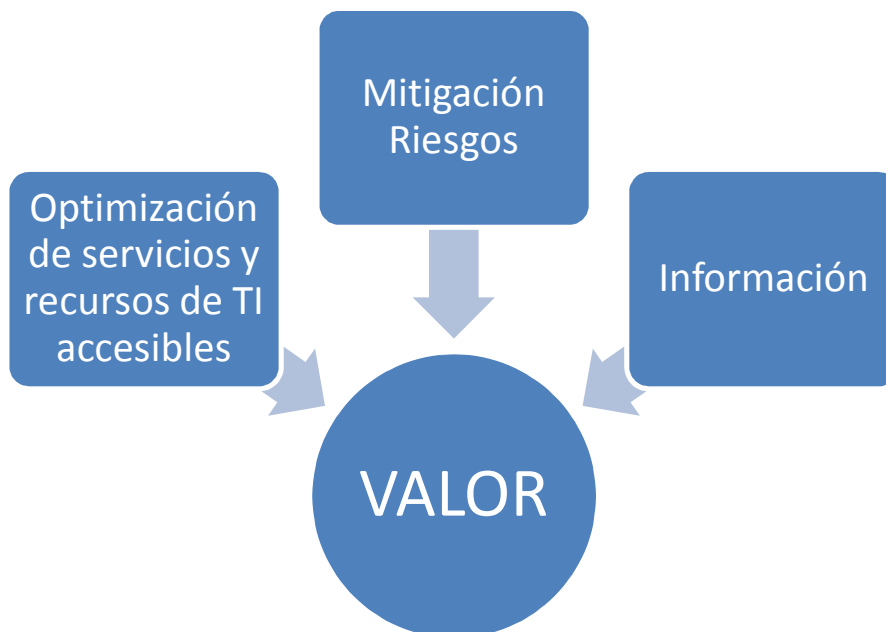 Optimización
de servicios y
recursos de TI
accesibles
Mitigación
Riesgos
Información
VALOR